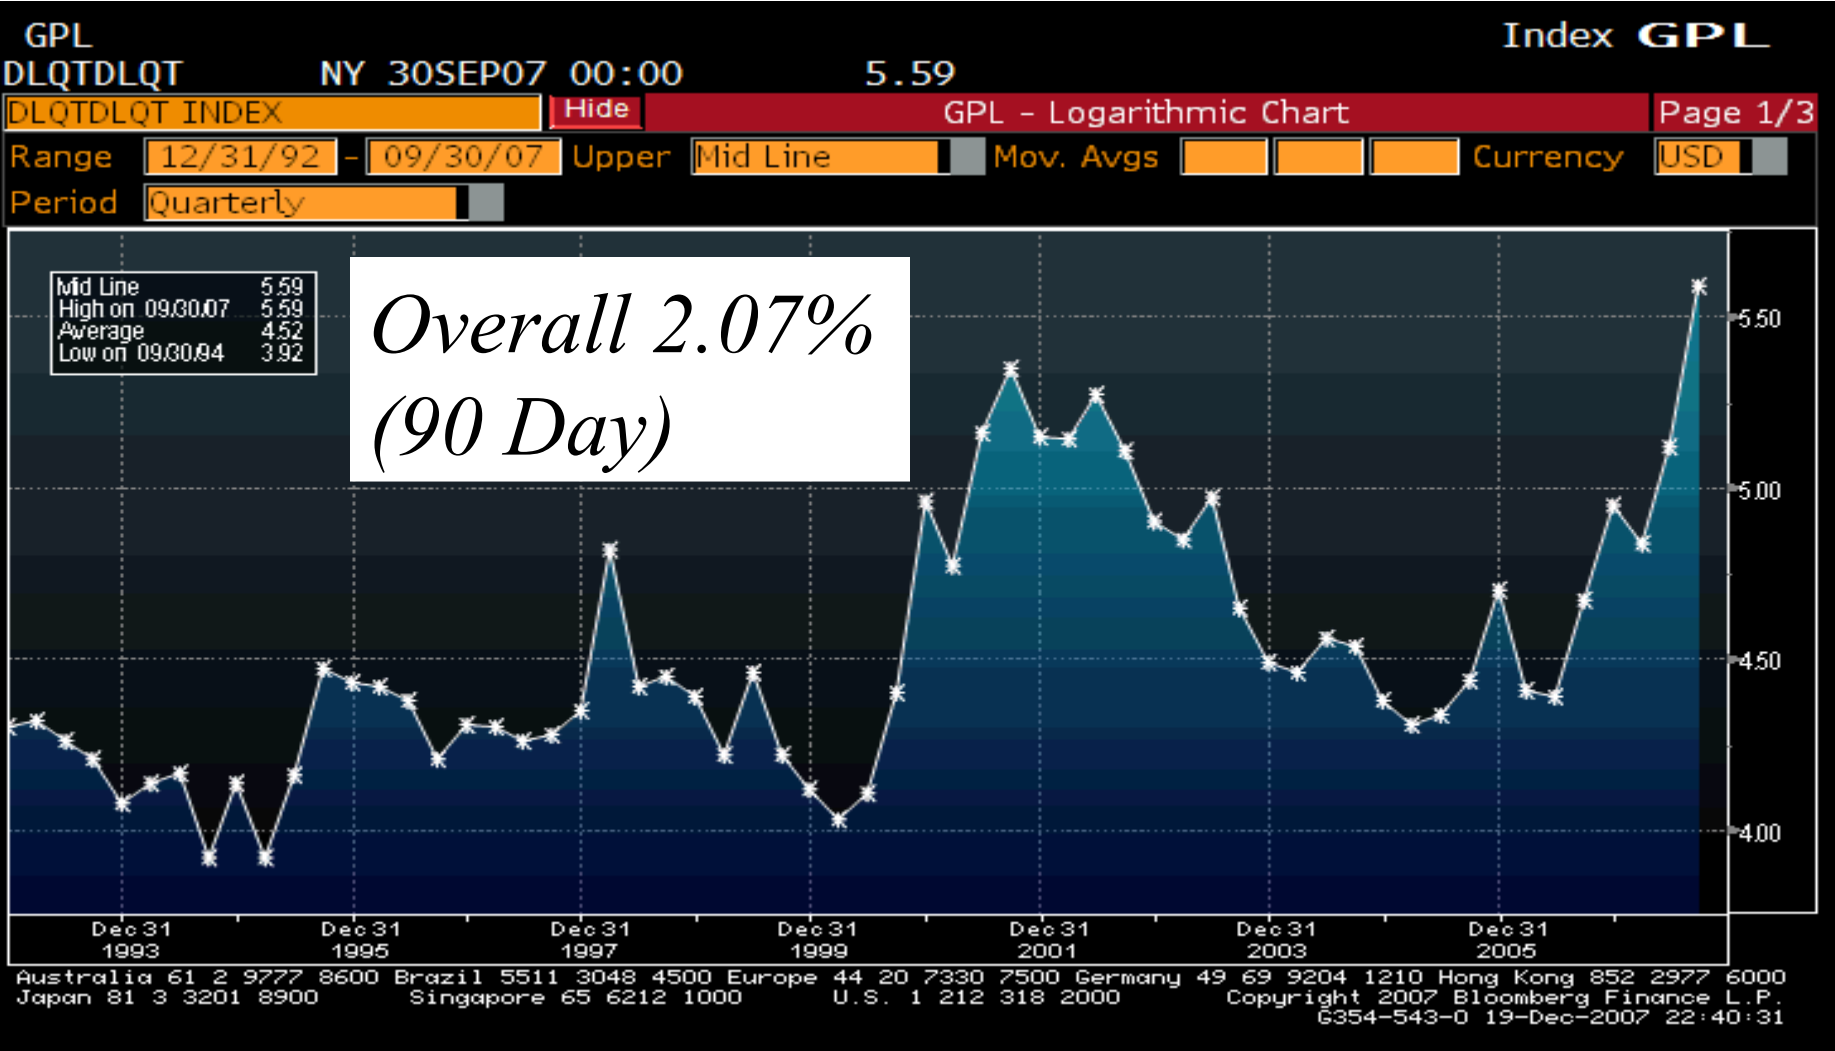 GPL Index GPL
DLQTDLQT NY 30SEP07 00:00 5.59
DLQTDLQT INDEX Hide GPL - Logarithmic Chart Page 1/3
Range 12/31/92 - 09/30/07 Upper Mid Line Mov. Avgs Currency USD
Period Quarterly
Mid Line 5.59
High on 09/30/07 5.59
Average 4.52
Low on 09/30/94 3.92
Overall 2.07%
(90 Day)
5.50
5.00
4.50
4.00
Dec 31 Dec 31 Dec 31 Dec 31 Dec 31 Dec 31 Dec 31
1993 1995 1997 1999 2001 2003 2005
Australia 61 2 9777 8600 Brazil 5511 3048 4500 Europe 44 20 7330 7500 Germany 49 69 9204 1210 Hong Kong 852 2977 6000
Japan 81 3 3201 8900 Singapore 65 6212 1000 U.S. 1 212 318 2000 Copyright 2007 Bloomberg Finance L.P.
G354-543-0 19-Dec-2007 22:40:31